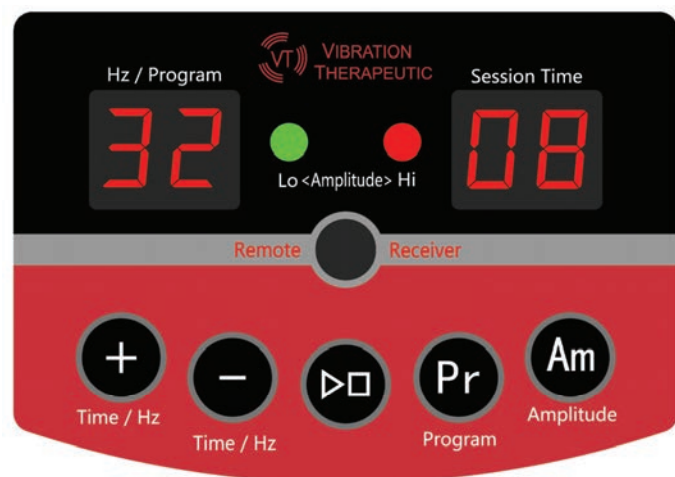 VT VIBRATION
THERAPEUTIC
Hz / Program
Session Time
32
08
Lo <Amplitude> Hi
Remote Receiver
+
Time / Hz
-
Time / Hz
Pr
Program
Am
Amplitude